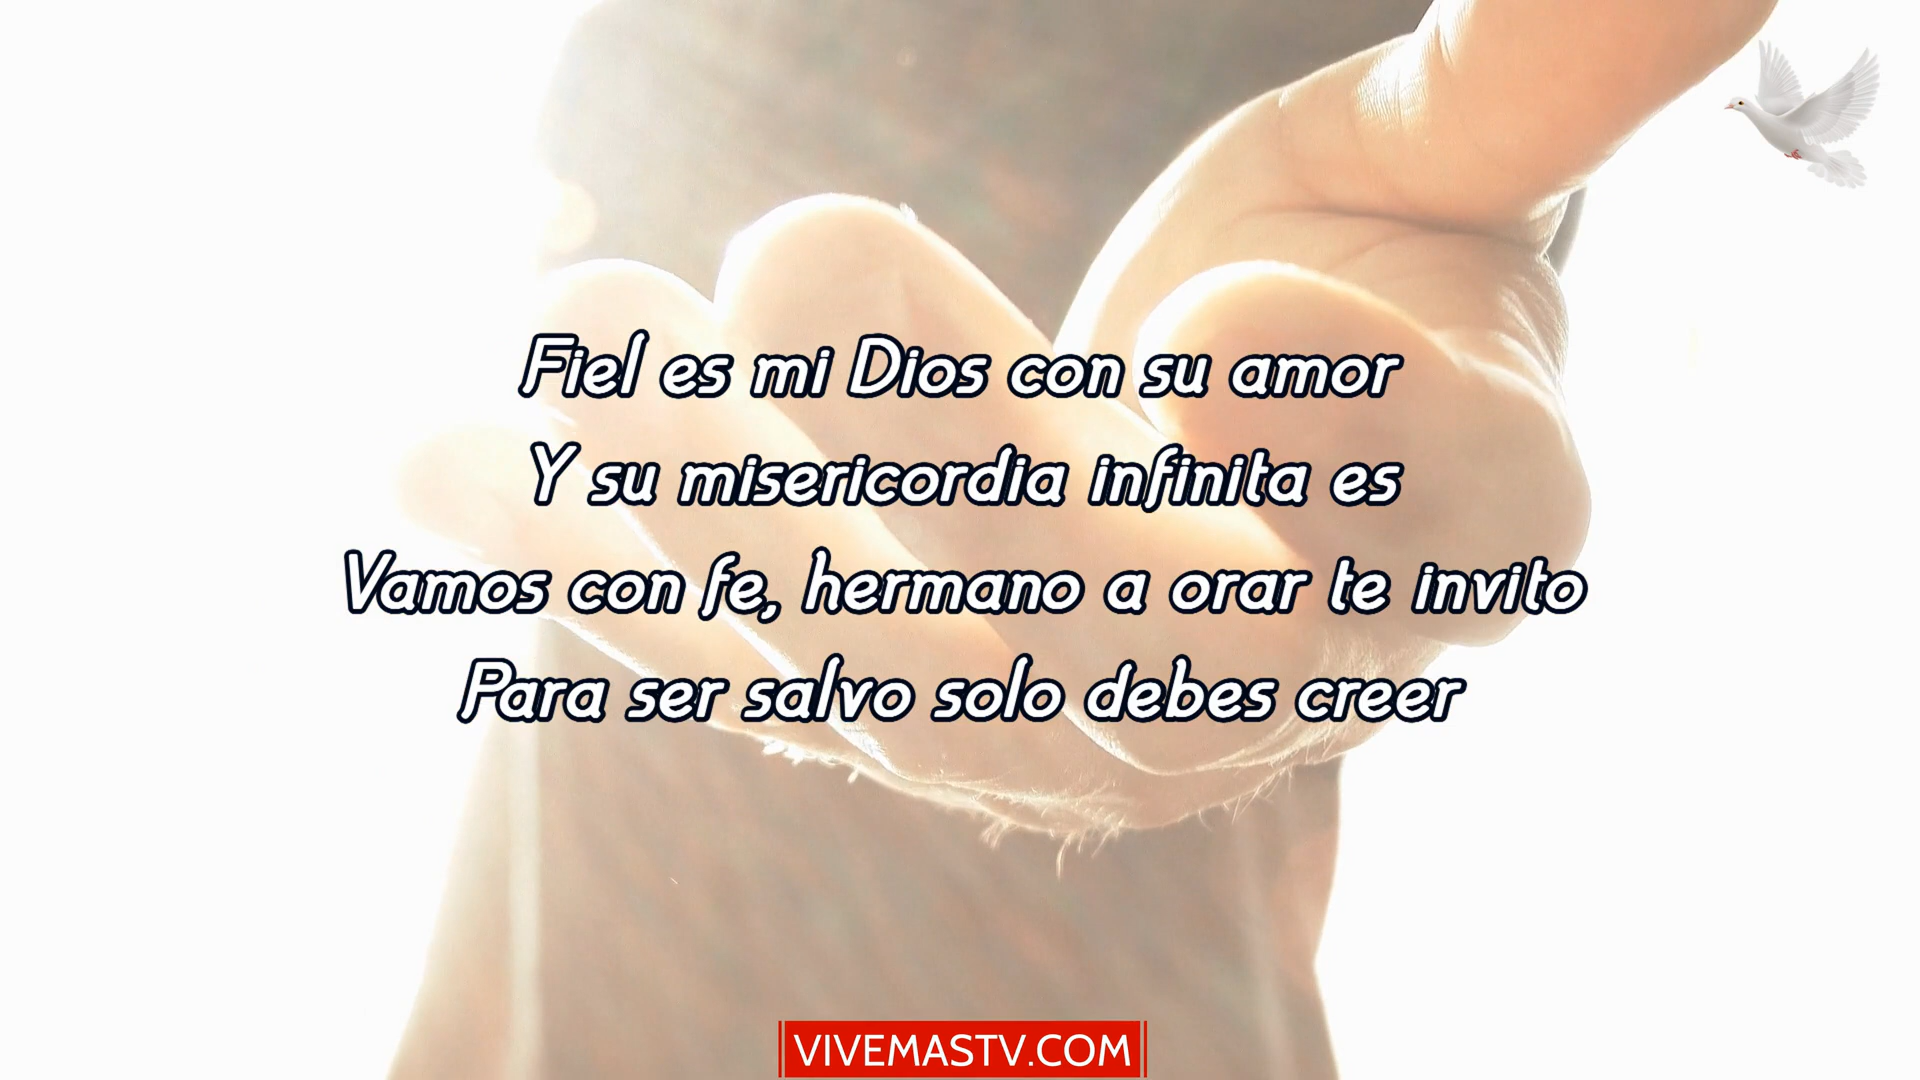 Fiel es mi Dios con su amor
Y su misericordia infinita es
Vamos con fe, hermano a orar te invito
Para ser salvo solo debes creer
VIVEMASTV.COM